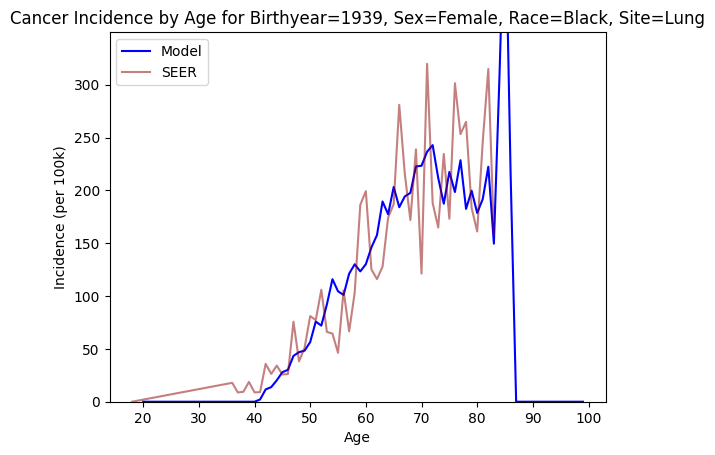 Cancer Incidence by Age for Birthyear=1939, Sex=Female, Race=Black, Site=Lung
Model
SEER
Incidence (per 100k)
300
250
200
150
100
50
0
20 30 40 50 60 70 80 90 100
Age